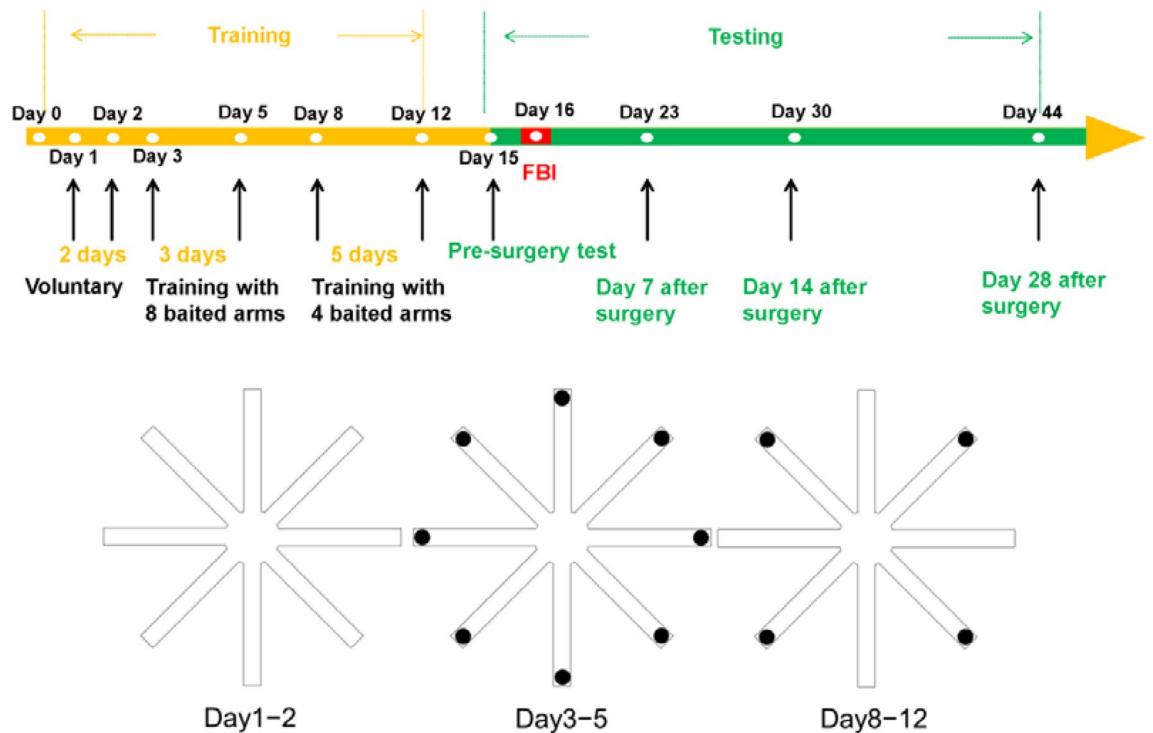 Training
Testing
Day 0
Day 2
Day 5
Day 8
Day 12
Day 16
Day 23
Day 30
Day 44
Day 1
Day 3
Day 15
FBI
2 days
3 days
5 days
Pre-surgery test
Voluntary
Training with
8 baited arms
Training with
4 baited arms
Day 7 after
surgery
Day 14 after
surgery
Day 28 after
surgery
Day1−2
Day3−5
Day8−12